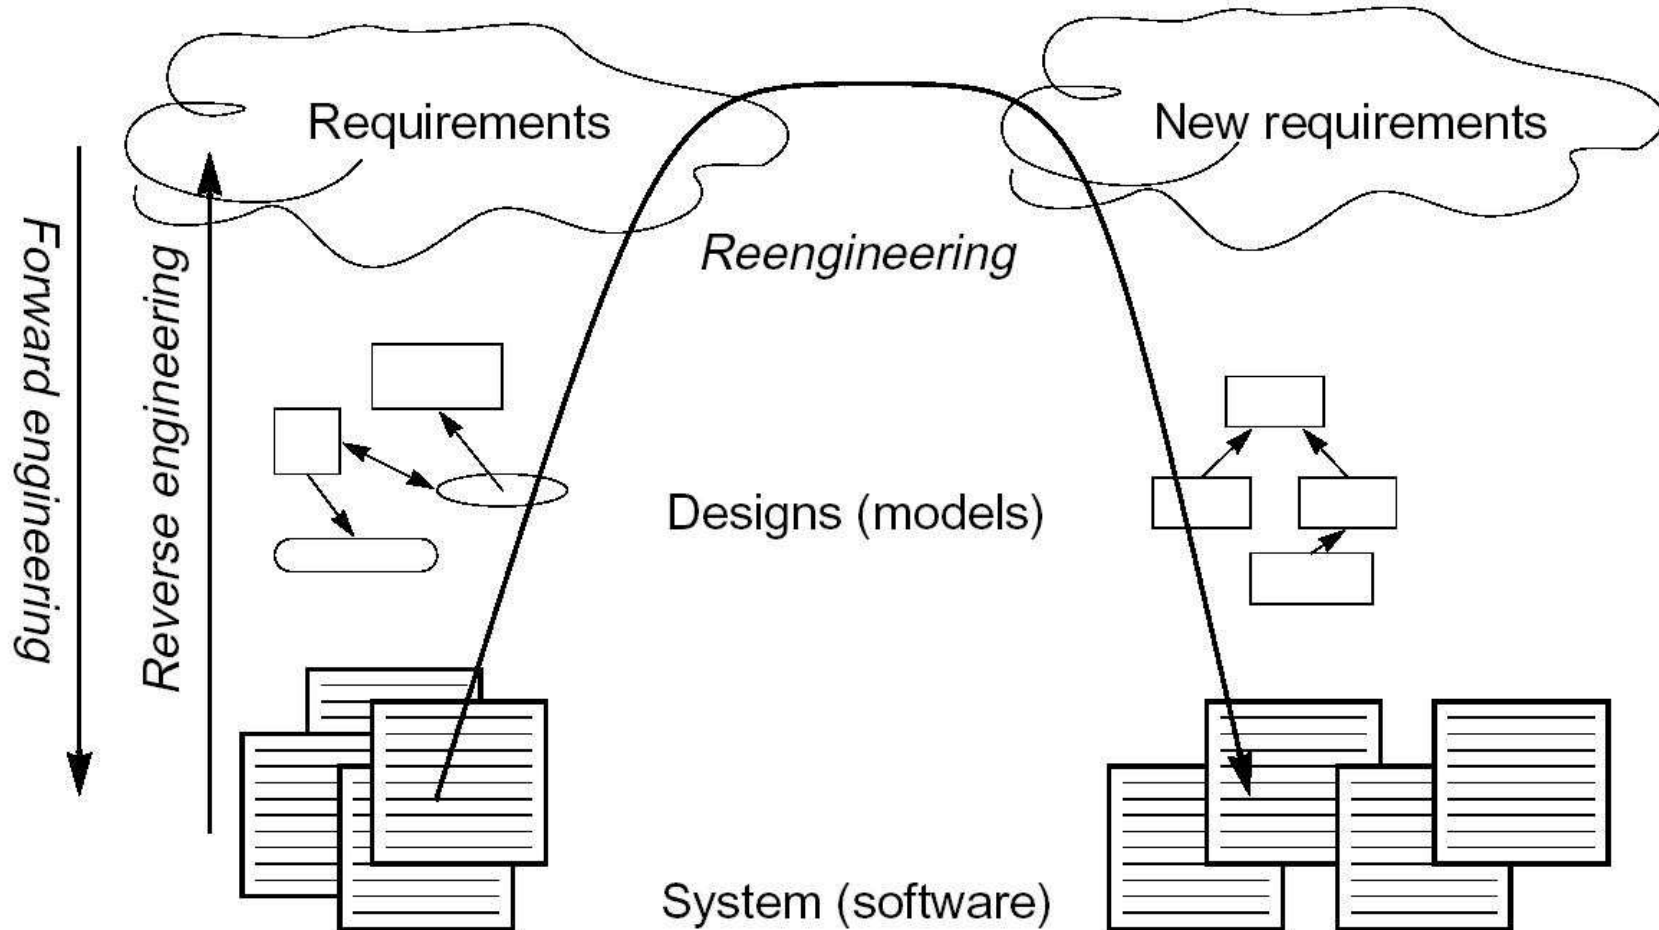 Requirements
New requirements
Forward engineering
Reverse engineering
Reengineering
Designs (models)
System (software)